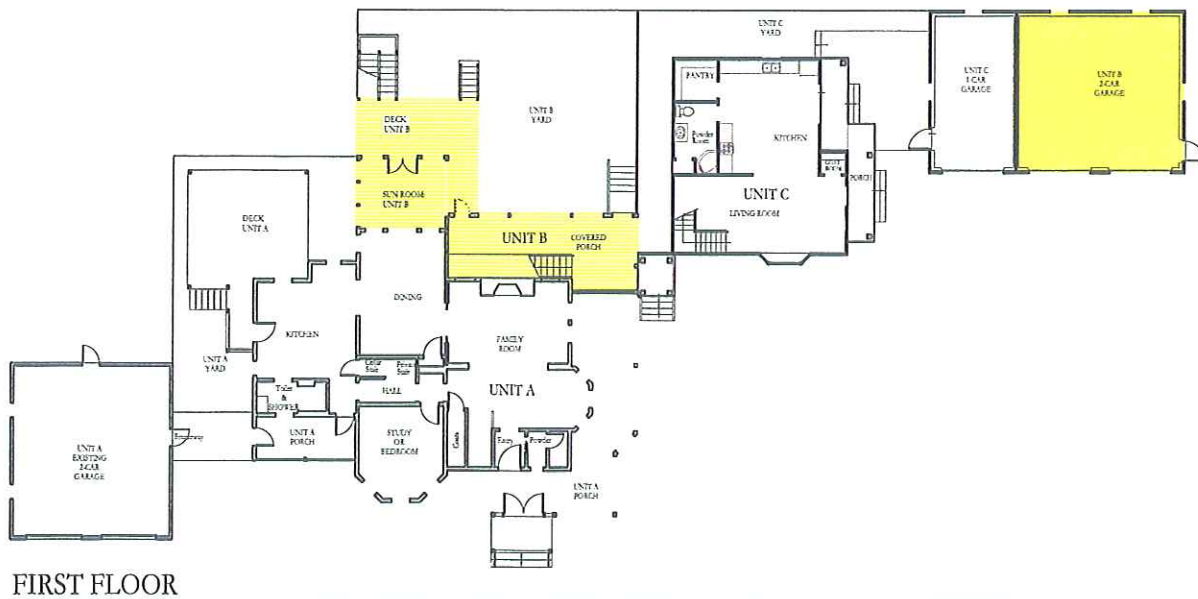 UNIT C
YARD
UNIT C
1-CAR
GARAGE
UNIT B
2-CAR
GARAGE
PANTRY
Powder
Room
KITCHEN
PORCH
UNIT C
LIVING ROOM
DECK
UNIT B
UNIT B
YARD
SUN ROOM
UNIT B
UNIT B
COVERED
PORCH
DECK
UNIT A
DINING
KITCHEN
FAMILY
ROOM
UNIT A
YARD
Cellar
Stair
Private
Stair
HALL
UNIT A
Toilet
&
SHOWER
UNIT A
PORCH
STUDY
OR
BEDROOM
Coats
Entry
Powder
UNIT A
PORCH
Breezeway
UNIT A
EXISTING
2-CAR
GARAGE
FIRST FLOOR